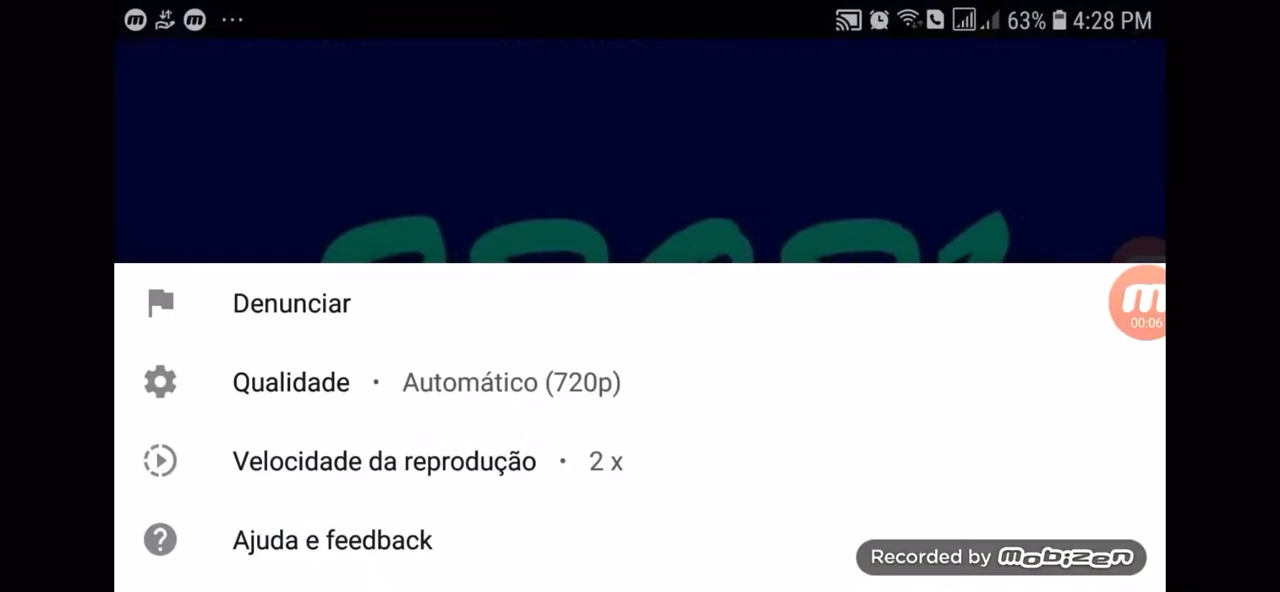 63% 4:28 PM
Denunciar
00:06
Qualidade • Automático (720p)
Velocidade da reprodução • 2 x
Ajuda e feedback
Recorded by mobizen